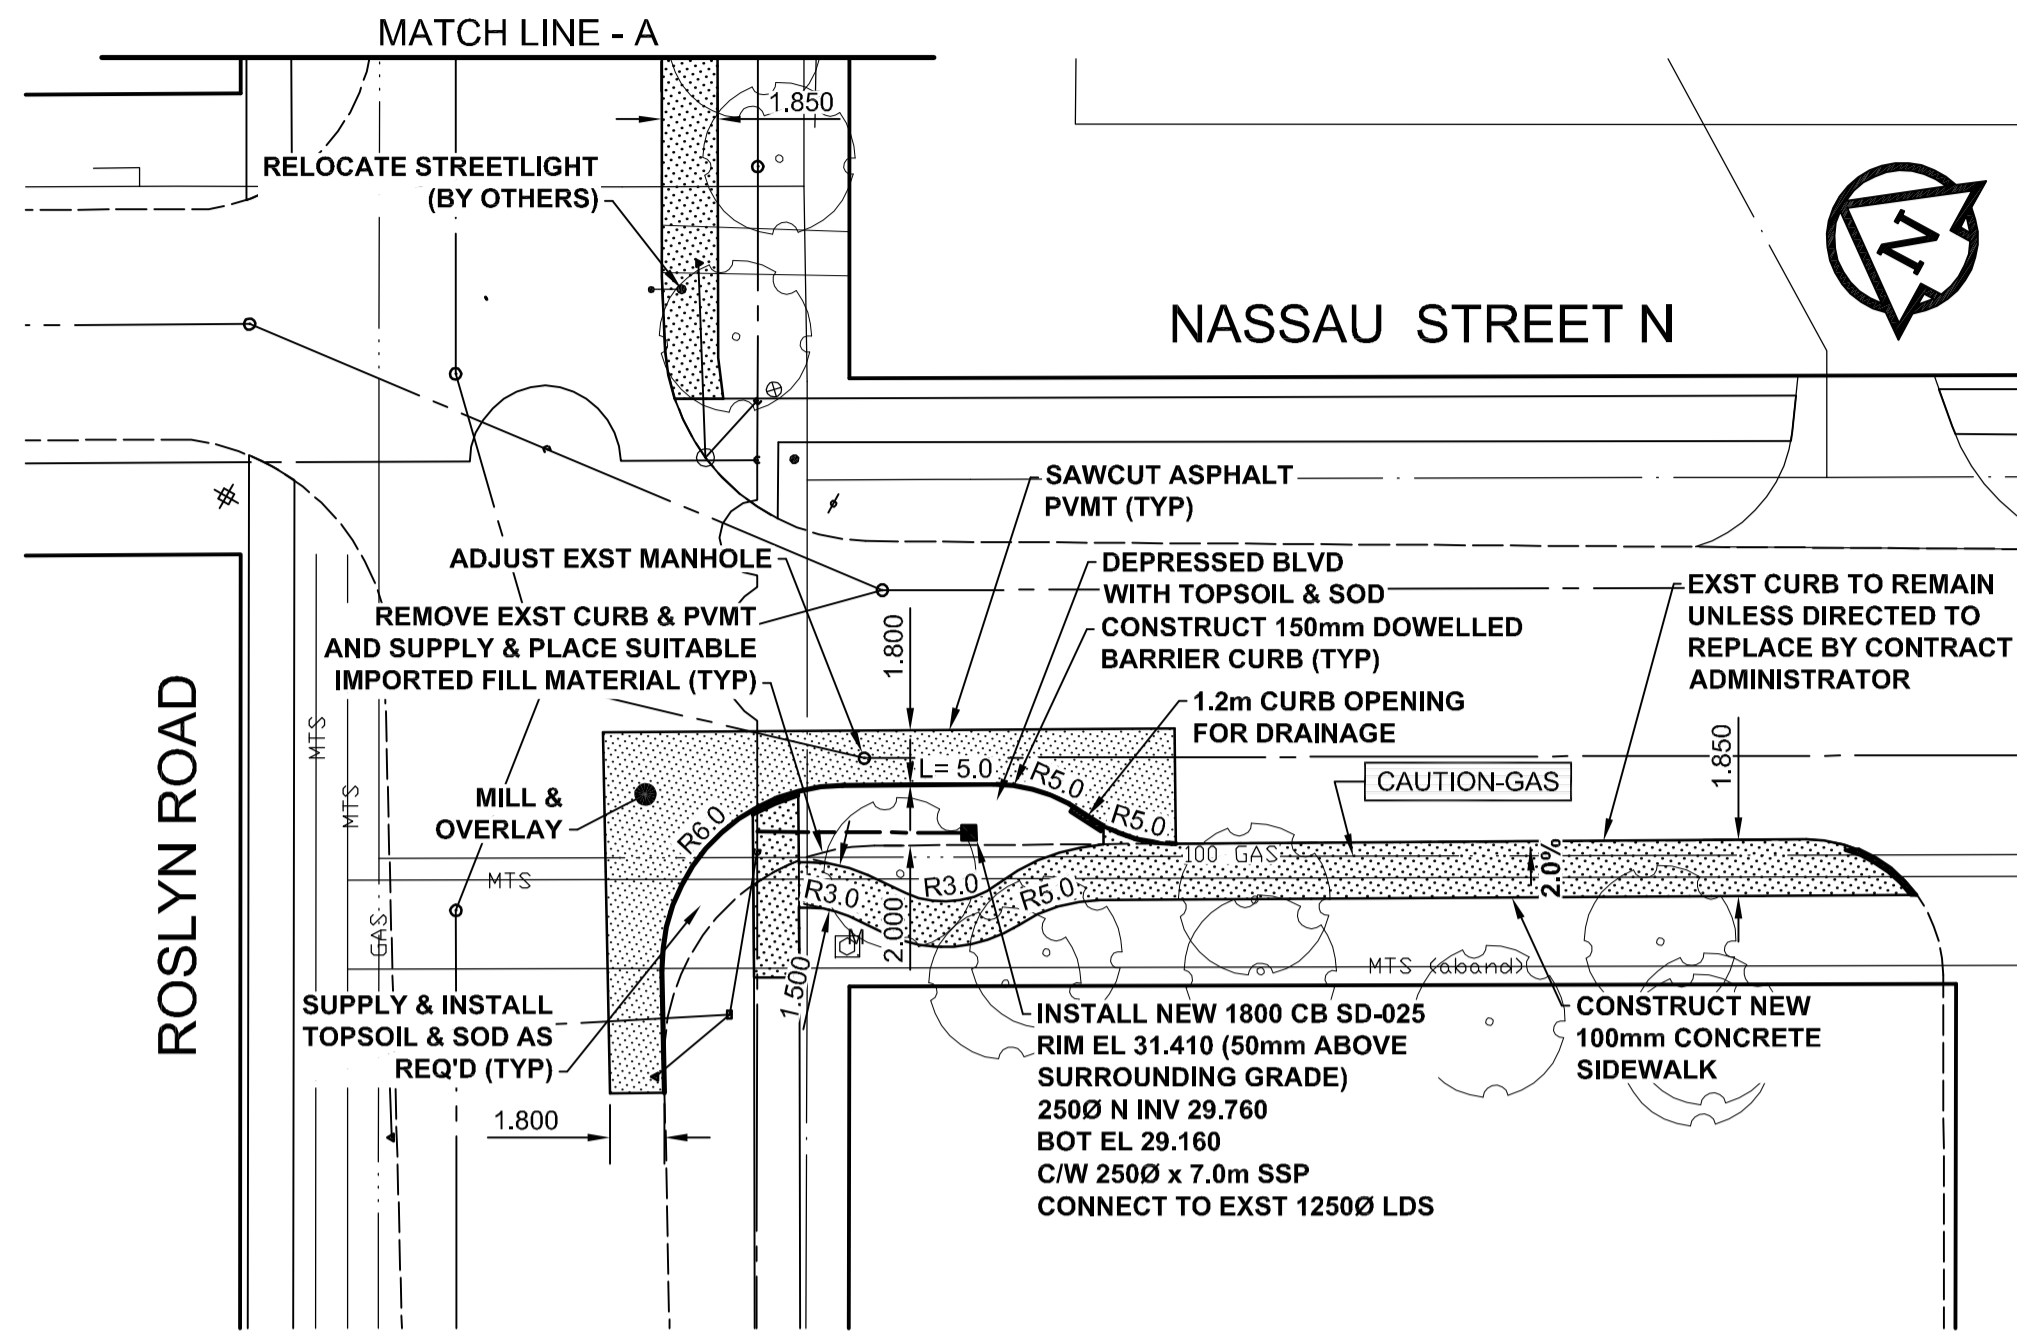 MATCH LINE - A
1.850
RELOCATE STREETLIGHT
(BY OTHERS)
N
NASSAU STREET N
SAWCUT ASPHALT
PVMT (TYP)
ADJUST EXST MANHOLE
DEPRESSED BLVD
WITH TOPSOIL & SOD
CONSTRUCT 150mm DOWELLED
BARRIER CURB (TYP)
EXST CURB TO REMAIN
UNLESS DIRECTED TO
REPLACE BY CONTRACT
ADMINISTRATOR
REMOVE EXST CURB & PVMT
AND SUPPLY & PLACE SUITABLE
IMPORTED FILL MATERIAL (TYP)
1.800
1.2m CURB OPENING
FOR DRAINAGE
ROSLYN ROAD
MTS
MTS
GAS
MTS
MILL &
OVERLAY
R6.0
L= 5.0
R5.0
R5.0
CAUTION-GAS
1.850
100 GAS
2.0%
R3.0
R3.0
R5.0
M
2.000
1.500
MTS (aband)
SUPPLY & INSTALL
TOPSOIL & SOD AS
REQ'D (TYP)
1.800
INSTALL NEW 1800 CB SD-025
RIM EL 31.410 (50mm ABOVE
SURROUNDING GRADE)
250Ø N INV 29.760
BOT EL 29.160
C/W 250Ø x 7.0m SSP
CONNECT TO EXST 1250Ø LDS
CONSTRUCT NEW
100mm CONCRETE
SIDEWALK